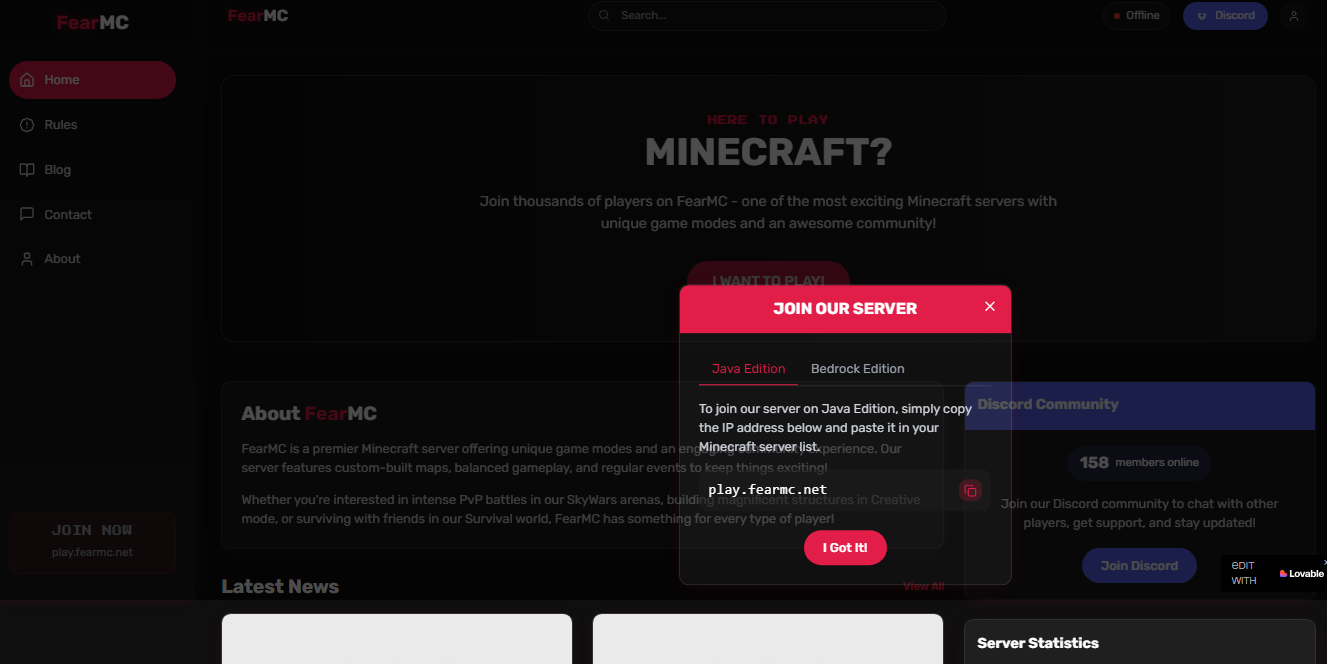 FearMC
FearMC
Search...
Offline
Discord
Home
Rules
Blog
Contact
About
JOIN NOW
play.fearmc.net
HERE TO PLAY
MINECRAFT?
Join thousands of players on FearMC - one of the most exciting Minecraft servers with
unique game modes and an awesome community!
I WANT TO PLAY!
JOIN OUR SERVER
Java Edition
Bedrock Edition
To join our server on Java Edition, simply copy
the IP address below and paste it in your
Minecraft server list.
play.fearmc.net
I Got It!
About FearMC
FearMC is a premier Minecraft server offering unique game modes and an engaging community experience. Our
server features custom-built maps, balanced gameplay, and regular events to keep things exciting!
Whether you're interested in intense PvP battles in our SkyWars arenas, building magnificent structures in Creative
mode, or surviving with friends in our Survival world, FearMC has something for every type of player!
Discord Community
158 members online
Join our Discord community to chat with other
players, get support, and stay updated!
Join Discord
EDIT
WITH
Lovable
Latest News
View All
Server Statistics